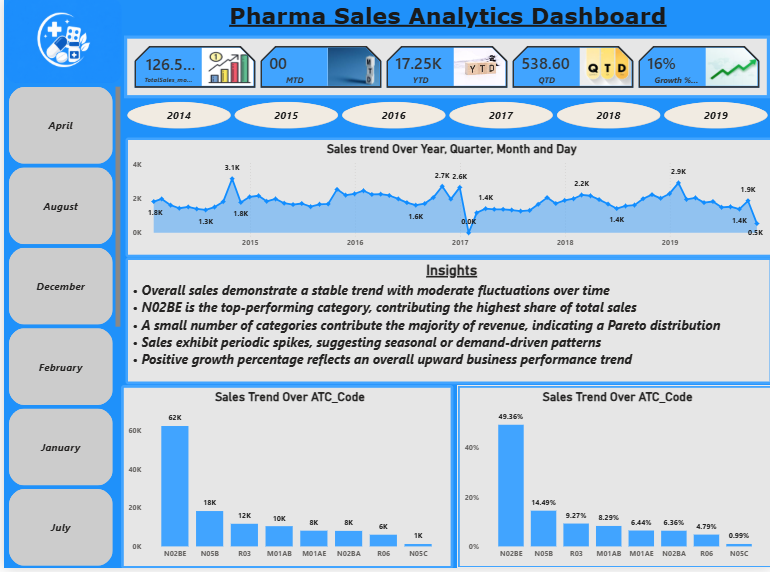 Pharma Sales Analytics Dashboard
126.5...
TotalSales_mo...
00
MTD
17.25K
YTD
YTD
538.60
QTD
QTD
16%
Growth %...
2014
2015
2016
2017
2018
2019
April
August
December
February
January
July
Sales trend Over Year, Quarter, Month and Day
4K
2K
0K
1.8K
1.3K
3.1K
1.8K
1.6K
2.7K
2.6K
0.0K
1.4K
2.2K
1.4K
2.9K
1.4K
1.9K
0.5K
2015
2016
2017
2018
2019
Insights
• Overall sales demonstrate a stable trend with moderate fluctuations over time
• N02BE is the top-performing category, contributing the highest share of total sales
• A small number of categories contribute the majority of revenue, indicating a Pareto distribution
• Sales exhibit periodic spikes, suggesting seasonal or demand-driven patterns
• Positive growth percentage reflects an overall upward business performance trend
Sales Trend Over ATC_Code
60K
40K
20K
0K
62K
18K
12K
10K
8K
8K
6K
1K
N02BE
N05B
R03
M01AB
M01AE
N02BA
R06
N05C
Sales Trend Over ATC_Code
40%
20%
0%
49.36%
14.49%
9.27%
8.29%
6.44%
6.36%
4.79%
0.99%
N02BE
N05B
R03
M01AB
M01AE
N02BA
R06
N05C